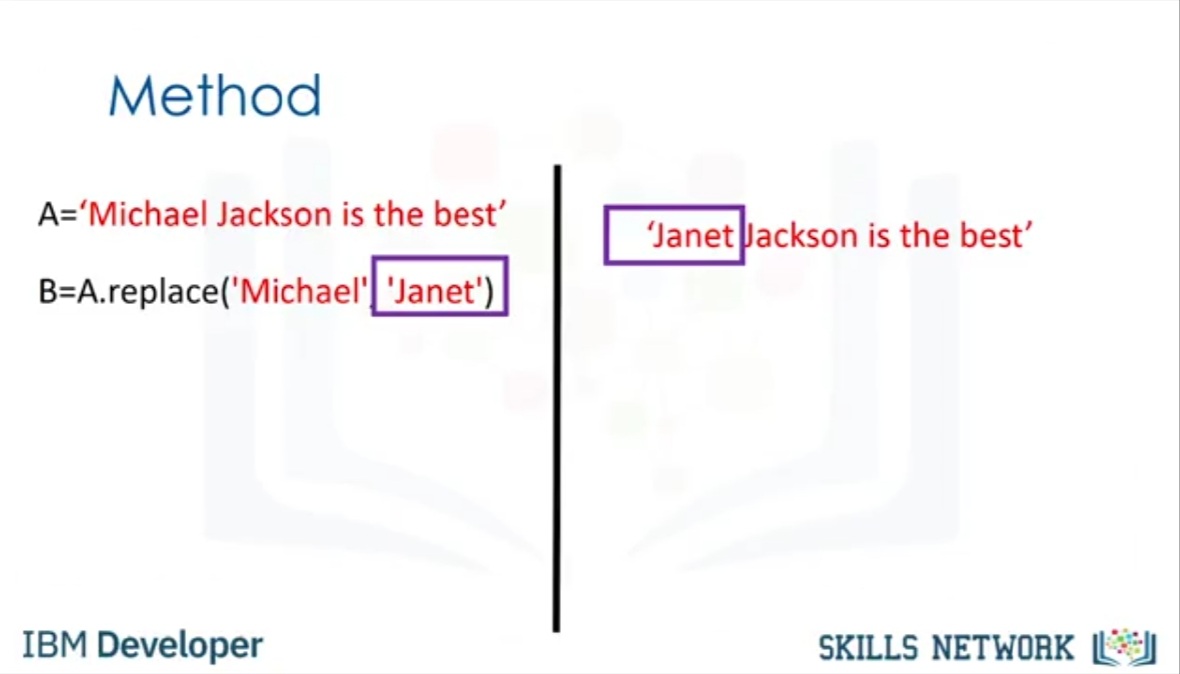 Method
A=‘Michael Jackson is the best’
B=A.replace('Michael', 'Janet')
‘Janet Jackson is the best’
IBM Developer
SKILLS NETWORK